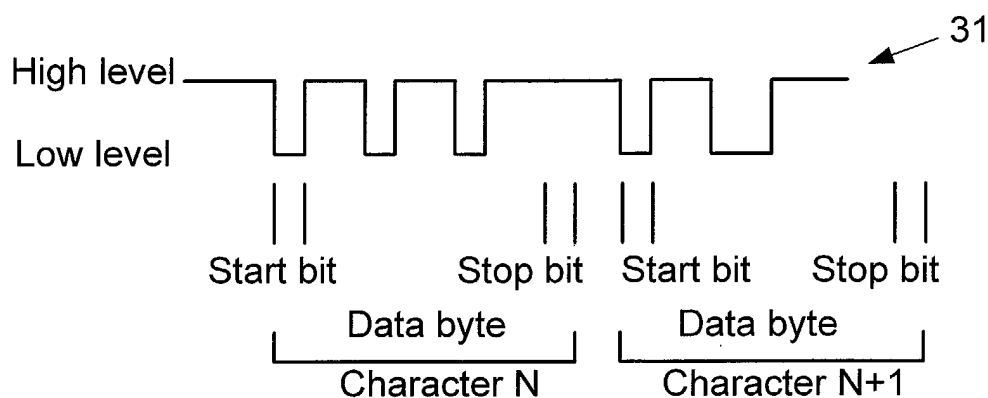 31
High level
Low level
Start bit
Stop bit
Start bit
Stop bit
Data byte
Data byte
Character N
Character N+1